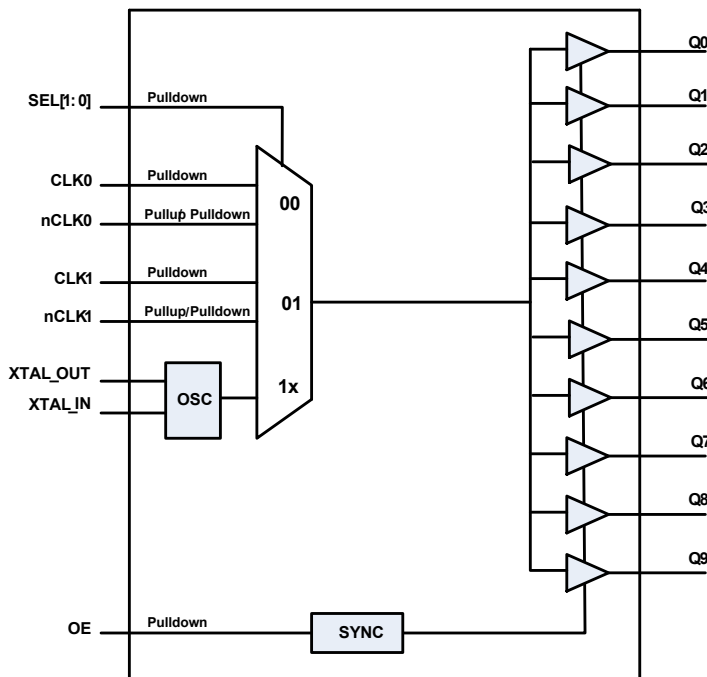 Q0
SEL[1:0] Pulldown
Q1
Q2
CLK0 Pulldown
00
nCLK0 Pullup/ Pulldown
Q3
CLK1 Pulldown
Q4
01
nCLK1 Pullup/Pulldown
Q5
XTAL_OUT
OSC
1x
XTAL_IN
Q6
Q7
Q8
Q9
OE Pulldown
SYNC